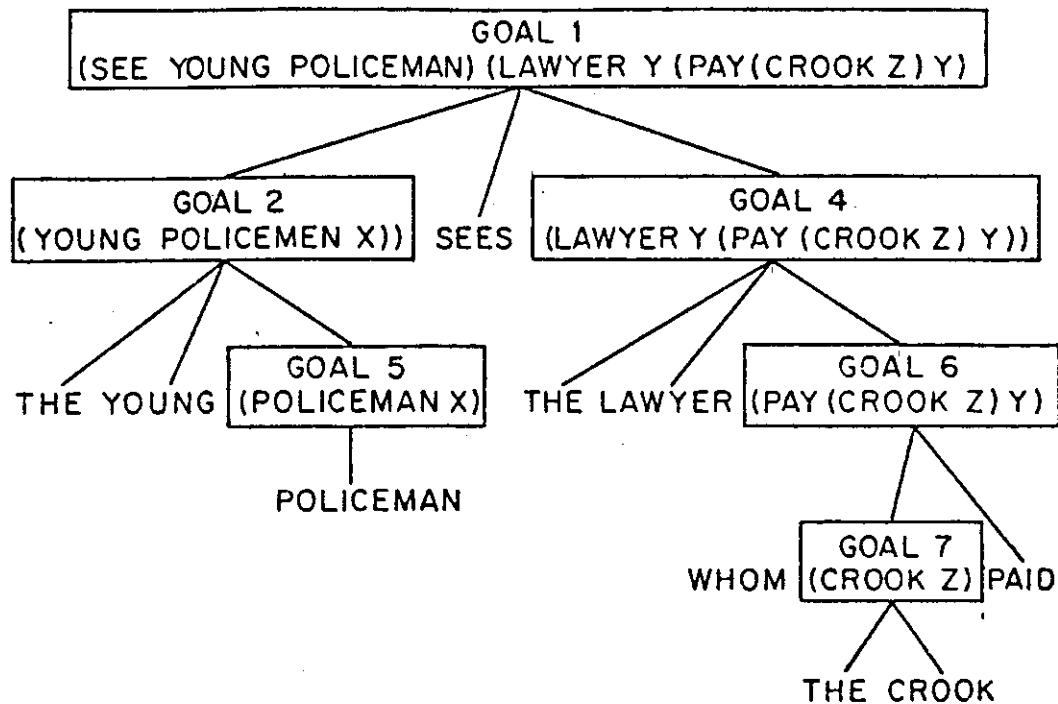 GOAL 1
(SEE YOUNG POLICEMAN) (LAWYER Y (PAY (CROOK Z) Y)
GOAL 2
(YOUNG POLICEMEN X))
SEES
GOAL 4
(LAWYER Y (PAY (CROOK Z) Y))
THE YOUNG
GOAL 5
(POLICEMAN X)
THE LAWYER
GOAL 6
(PAY (CROOK Z) Y)
POLICEMAN
WHOM
GOAL 7
(CROOK Z)
PAID
THE CROOK